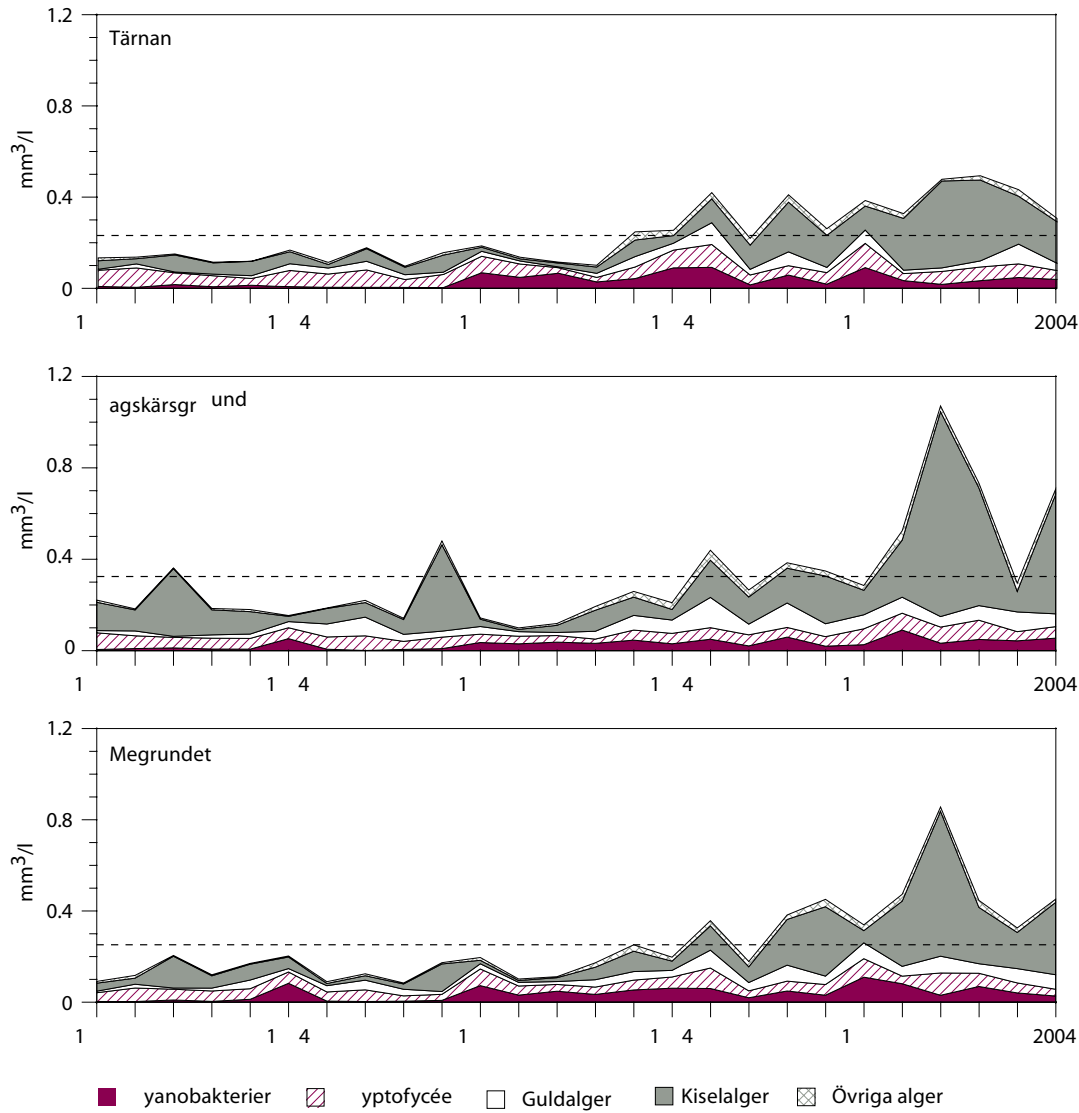 1.2
Tärnan
0.8
mm³/l
0.4
0
1 1 4 1 1 4 1 2004
1.2
agskärsgr und
0.8
mm³/l
0.4
0
1 1 4 1 1 4 1 2004
1.2
Megrundet
0.8
mm³/l
0.4
0
1 1 4 1 1 4 1 2004
yanobakterier yptofycée Guldalger Kiselalger Övriga alger